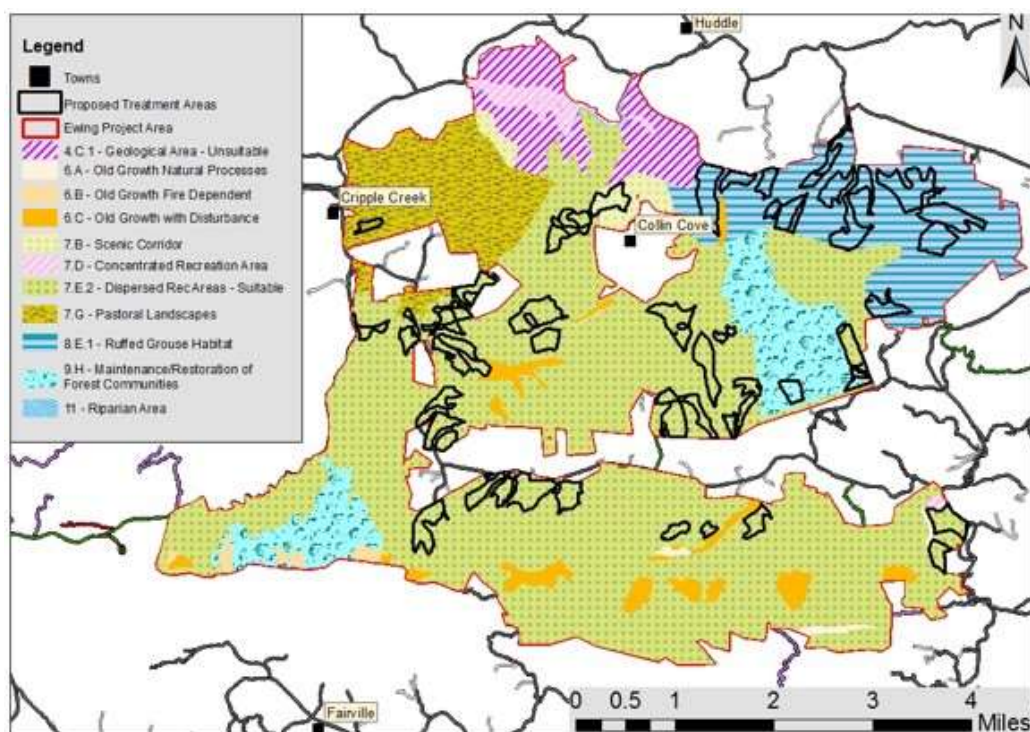 Legend
Towns
Proposed Treatment Areas
Ewing Project Area
4.C.1 - Geological Area - Unsuitable
6.A - Old Growth Natural Processes
6.B - Old Growth Fire Dependent
6.C - Old Growth with Disturbance
7.B - Scenic Corridor
7.D - Concentrated Recreation Area
7.E.2 - Dispersed Rec Areas - Suitable
7.G - Pastoral Landscapes
8.E.1 - Ruffed Grouse Habitat
9.H - Maintenance/Restoration of
Forest Communities
11 - Riparian Area
Huddle
N
Cripple Creek
Collin Cove
Fairville
0 0.5 1 2 3 4
Miles